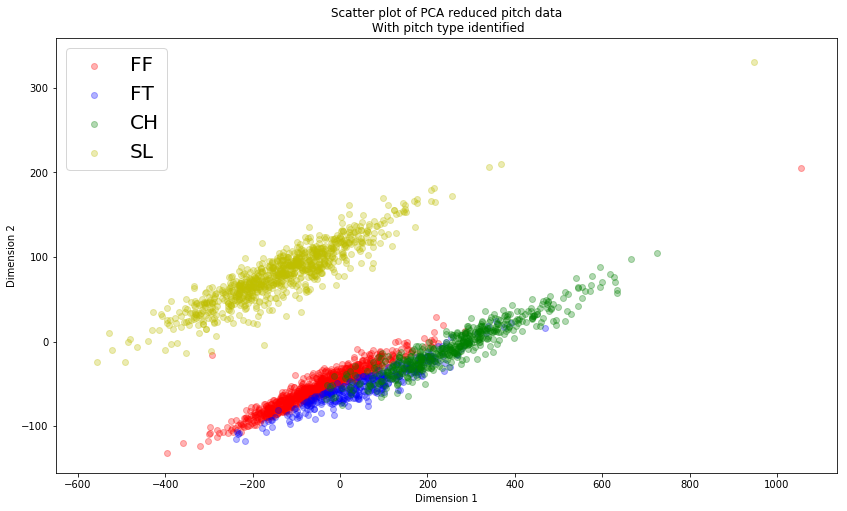 Scatter plot of PCA reduced pitch data
With pitch type identified
FF
FT
CH
SL
300
200
100
0
−100
Dimension 2
−600 −400 −200 0 200 400 600 800 1000
Dimension 1